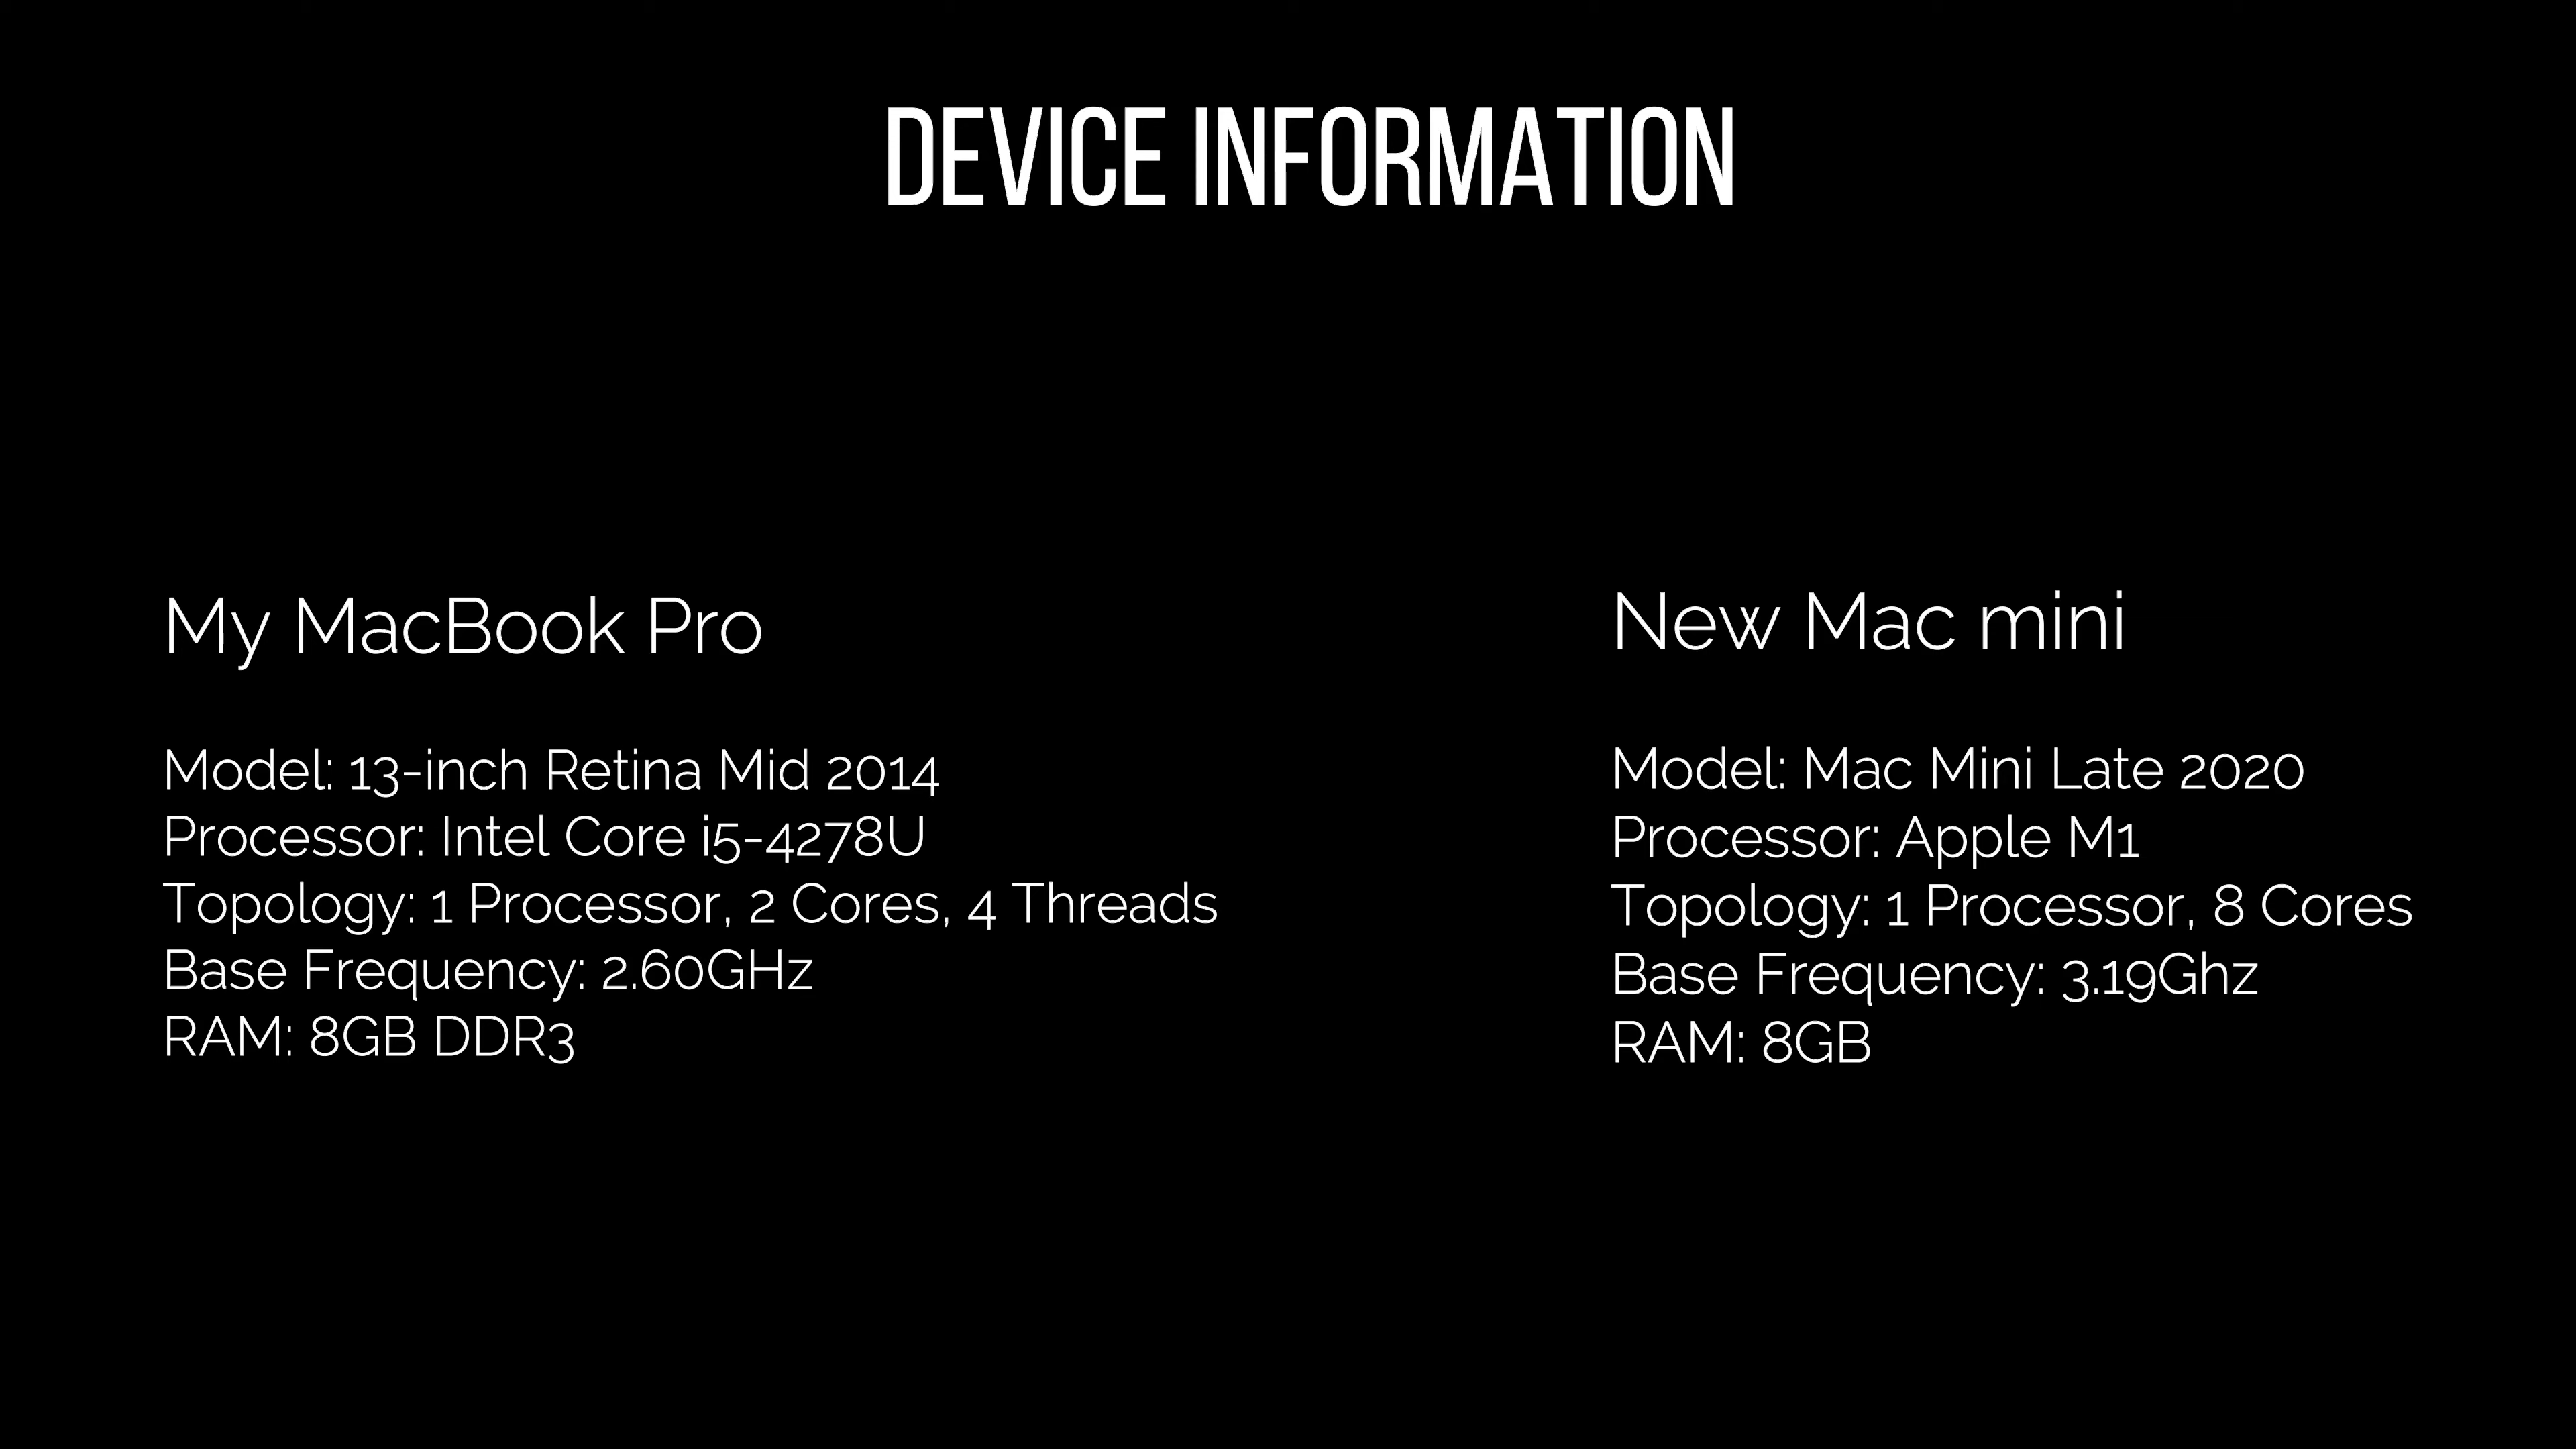 DEVICE INFORMATION
My MacBook Pro
Model: 13-inch Retina Mid 2014
Processor: Intel Core i5-4278U
Topology: 1 Processor, 2 Cores, 4 Threads
Base Frequency: 2.60GHz
RAM: 8GB DDR3
New Mac mini
Model: Mac Mini Late 2020
Processor: Apple M1
Topology: 1 Processor, 8 Cores
Base Frequency: 3.19Ghz
RAM: 8GB